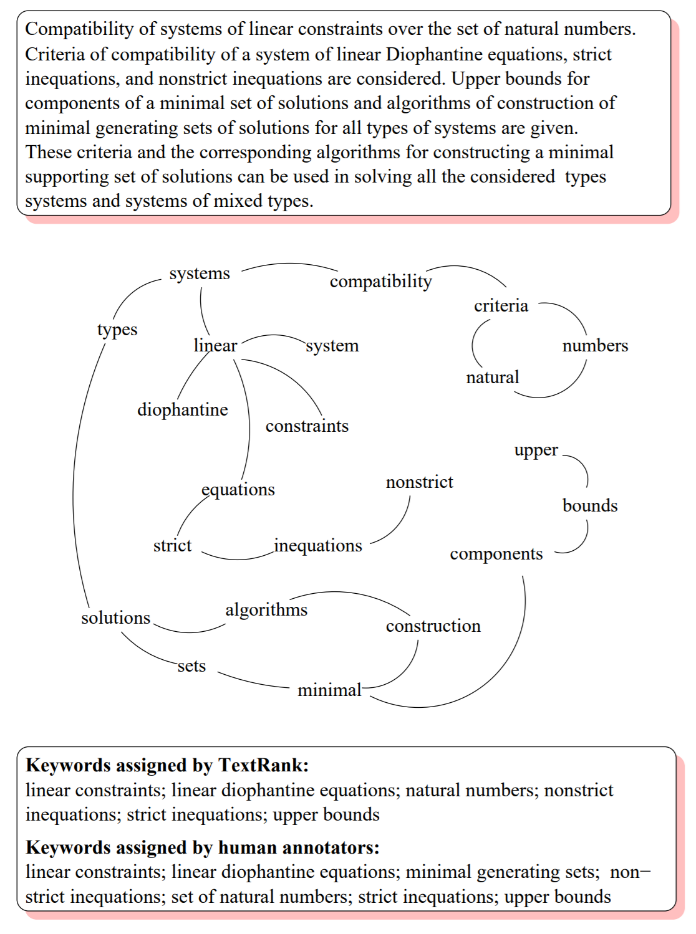 Compatibility of systems of linear constraints over the set of natural numbers.
Criteria of compatibility of a system of linear Diophantine equations, strict
inequations, and nonstrict inequations are considered. Upper bounds for
components of a minimal set of solutions and algorithms of construction of
minimal generating sets of solutions for all types of systems are given.
These criteria and the corresponding algorithms for constructing a minimal
supporting set of solutions can be used in solving all the considered types
systems and systems of mixed types.
systems
compatibility
criteria
types
linear
system
numbers
natural
diophantine
constraints
upper
nonstrict
equations
bounds
strict
inequations
components
algorithms
solutions
construction
sets
minimal
Keywords assigned by TextRank:
linear constraints; linear diophantine equations; natural numbers; nonstrict
inequations; strict inequations; upper bounds
Keywords assigned by human annotators:
linear constraints; linear diophantine equations; minimal generating sets; non−
strict inequations; set of natural numbers; strict inequations; upper bounds